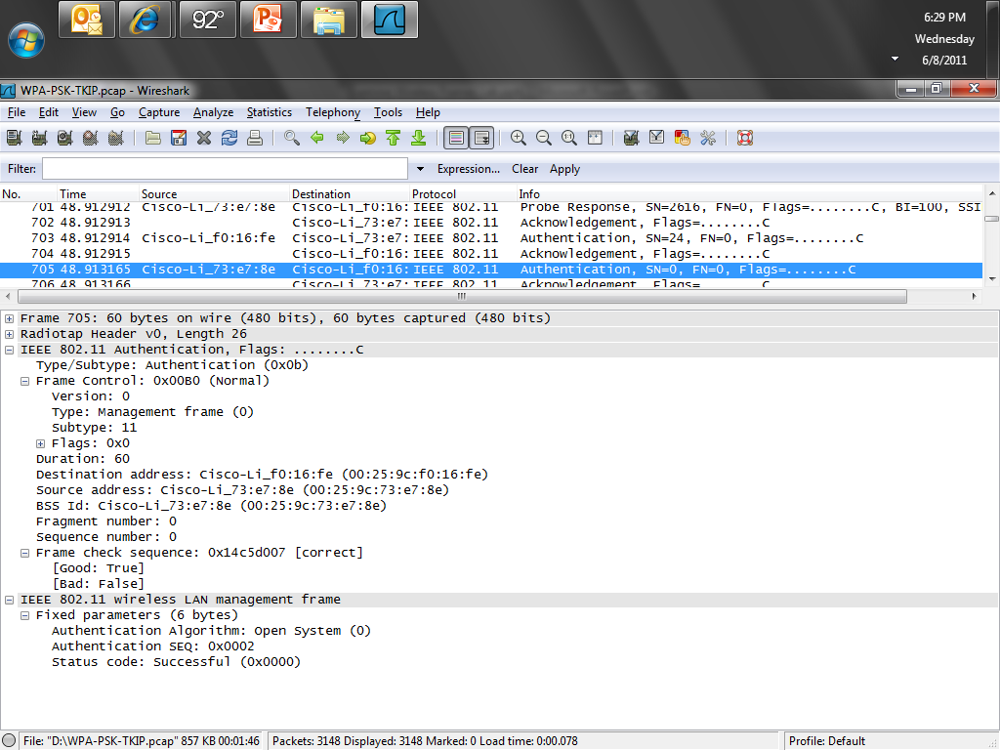 92°
6:29 PM
Wednesday
6/8/2011
WPA-PSK-TKIP.pcap - Wireshark
File Edit View Go Capture Analyze Statistics Telephony Tools Help
Filter: Expression... Clear Apply
No. Time Source Destination Protocol Info
701 48.912912 Cisco-Li_73:e7:8e Cisco-Li_f0:16: IEEE 802.11 Probe Response, SN=2616, FN=0, Flags=........C, BI=100, SSI
702 48.912913 Cisco-Li_73:e7: IEEE 802.11 Acknowledgement, Flags=........C
703 48.912914 Cisco-Li_f0:16:fe Cisco-Li_73:e7: IEEE 802.11 Authentication, SN=24, FN=0, Flags=........C
704 48.912915 Cisco-Li_f0:16: IEEE 802.11 Acknowledgement, Flags=........C
705 48.913165 Cisco-Li_73:e7:8e Cisco-Li_f0:16: IEEE 802.11 Authentication, SN=0, FN=0, Flags=........C
706 48.913166 Cisco-Li_73:e7: IEEE 802.11 Acknowledgement, Flags=........C
Frame 705: 60 bytes on wire (480 bits), 60 bytes captured (480 bits)
Radiotap Header v0, Length 26
IEEE 802.11 Authentication, Flags: ........C
Type/Subtype: Authentication (0x0b)
Frame Control: 0x00B0 (Normal)
Version: 0
Type: Management frame (0)
Subtype: 11
Flags: 0x0
Duration: 60
Destination address: Cisco-Li_f0:16:fe (00:25:9c:f0:16:fe)
Source address: Cisco-Li_73:e7:8e (00:25:9c:73:e7:8e)
BSS Id: Cisco-Li_73:e7:8e (00:25:9c:73:e7:8e)
Fragment number: 0
Sequence number: 0
Frame check sequence: 0x14c5d007 [correct]
[Good: True]
[Bad: False]
IEEE 802.11 wireless LAN management frame
Fixed parameters (6 bytes)
Authentication Algorithm: Open System (0)
Authentication SEQ: 0x0002
Status code: Successful (0x0000)
File: "D:\WPA-PSK-TKIP.pcap" 857 KB 00:01:46 Packets: 3148 Displayed: 3148 Marked: 0 Load time: 0:00.078 Profile: Default